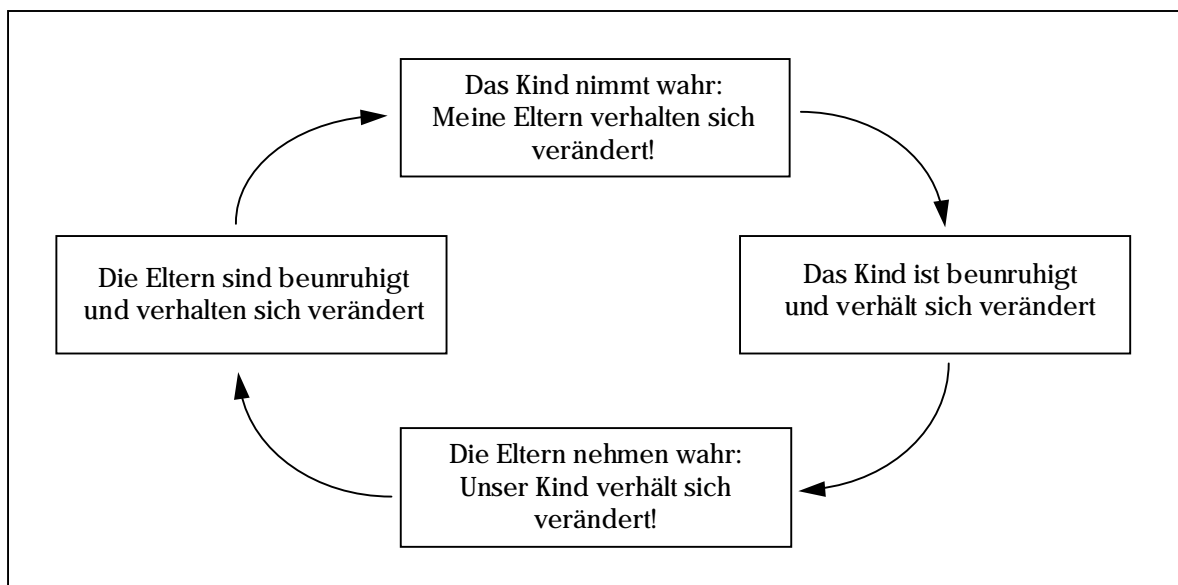 Das Kind nimmt wahr:
Meine Eltern verhalten sich
verändert!
Die Eltern sind beunruhigt
und verhalten sich verändert
Das Kind ist beunruhigt
und verhält sich verändert
Die Eltern nehmen wahr:
Unser Kind verhält sich
verändert!